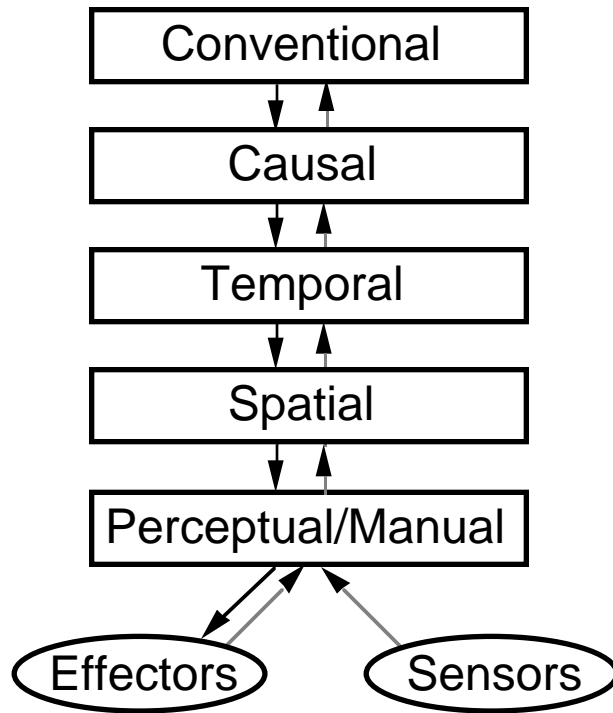 Conventional
Causal
Temporal
Spatial
Perceptual/Manual
Effectors
Sensors